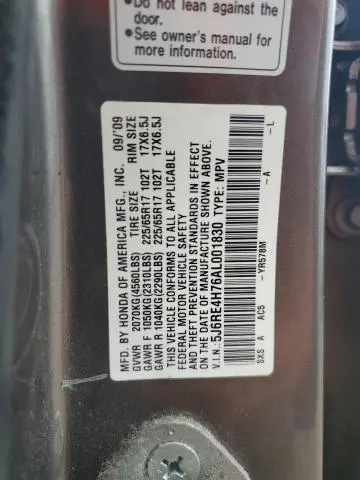 Do not lean against the
door.
See owner's manual for
more information.
MFD. BY HONDA OF AMERICA MFG., INC. 09/'09
GVWR 2070KG(4560LBS) TIRE SIZE RIM SIZE
GAWR F 1050KG(2310LBS) 225/65R17 102T 17X6.5J
GAWR R 1040KG(2290LBS) 225/65R17 102T 17X6.5J
THIS VEHICLE CONFORMS TO ALL APPLICABLE
FEDERAL MOTOR VEHICLE SAFETY
AND THEFT PREVENTION STANDARDS IN EFFECT
ON THE DATE OF MANUFACTURE SHOWN ABOVE.
V.I.N.:5J6RE4H76AL001830 TYPE: MPV
SXS A AC5 -YR578M -A -L